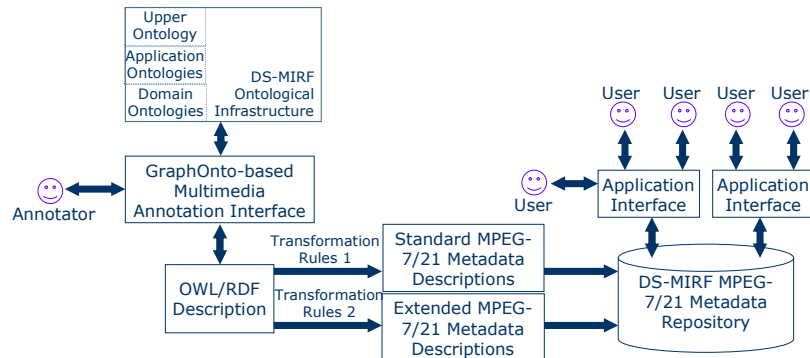 Upper
Ontology
Application
Ontologies
Domain
Ontologies
DS-MIRF
Ontological
Infrastructure
User
User
User
User
GraphOnto-based
Multimedia
Annotation Interface
Annotator
User
Application
Interface
Application
Interface
Transformation
Rules 1
Standard MPEG-
7/21 Metadata
Descriptions
OWL/RDF
Description
Transformation
Rules 2
Extended MPEG-
7/21 Metadata
Descriptions
DS-MIRF MPEG-
7/21 Metadata
Repository